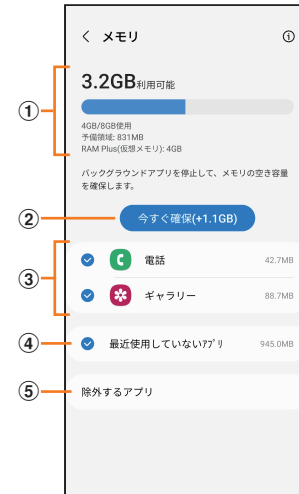 メモリ
3.2GB利用可能
①
4GB/8GB使用
予備領域: 831MB
RAM Plus(仮想メモリ): 4GB
バックグラウンドアプリを停止して、メモリの空き容量
を確保します。
② 今すぐ確保(+1.1GB)
③
電話 42.7MB
ギャラリー 88.7MB
④ 最近使用していないｱﾌﾟﾘ 945.0MB
⑤ 除外するアプリ